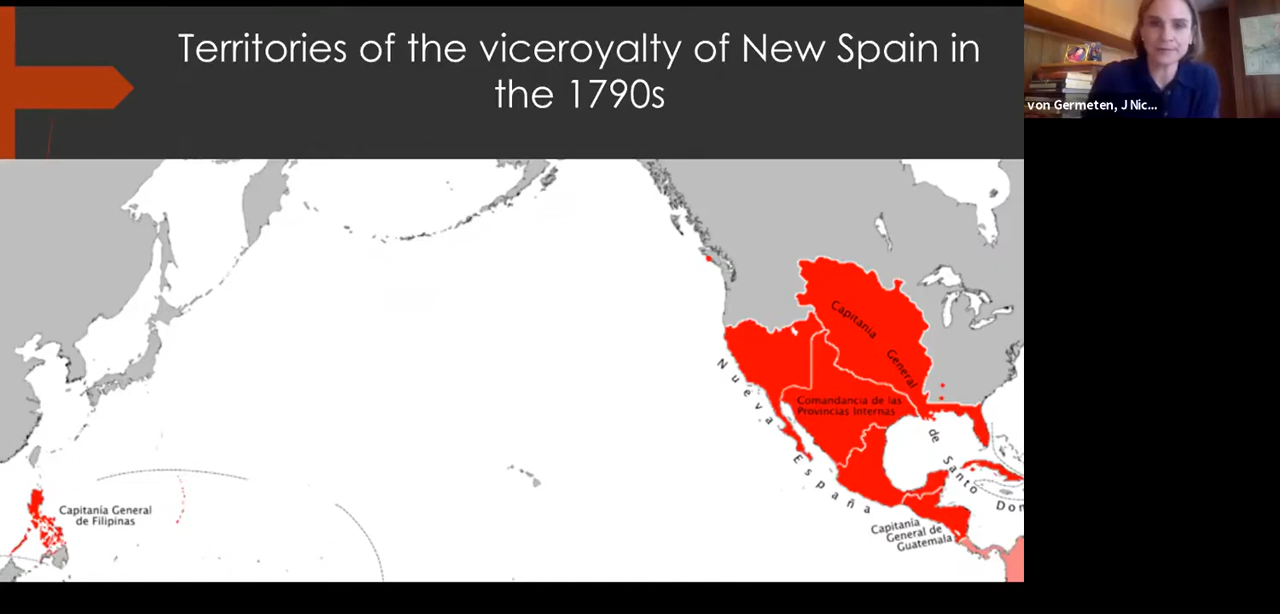 Territories of the viceroyalty of New Spain in
the 1790s
von Germeten, J Nic...
Capitanía
General
de
Santo
Dom
Comandancia de las
Provincias Internas
Nueva
España
Capitanía General
de Filipinas
Capitanía
General de
Guatemala